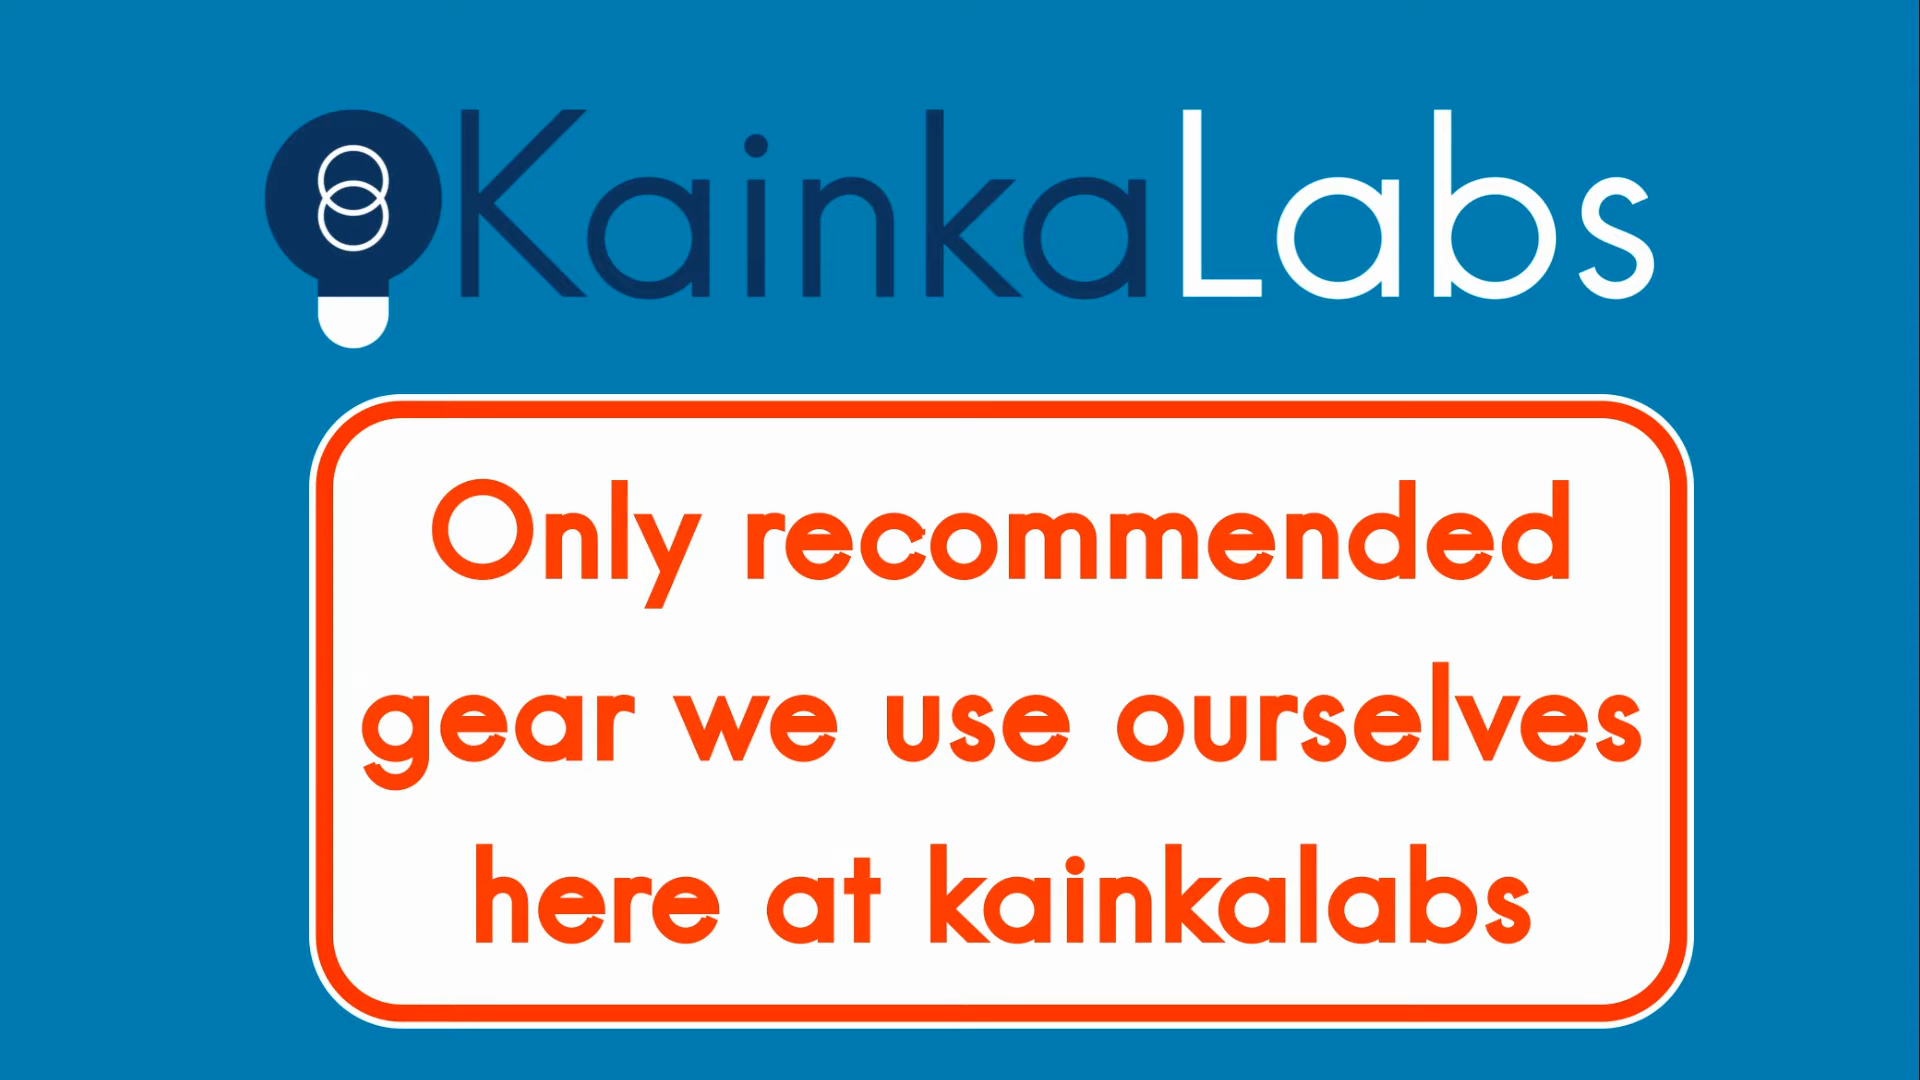 KainkaLabs
Only recommended
gear we use ourselves
here at kainkalabs